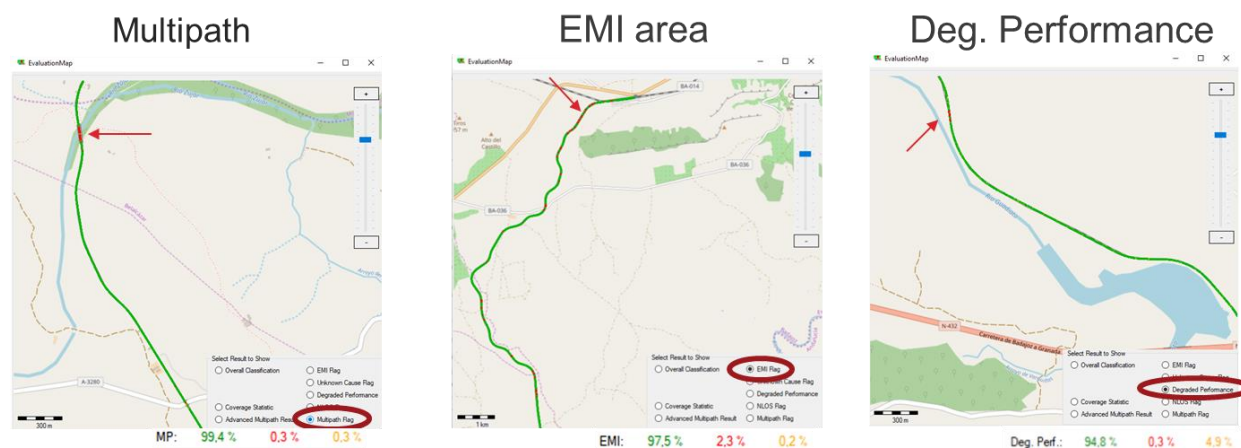 Multipath
EMI area
Deg. Performance
EvaluationMap
+
-
A-3280
300 m
Select Result to Show
Overall Classification
EMI Flag
Unknown Cause Flag
Degraded Performance
Coverage Statistic
Advanced Multipath Result
Multipath Flag
MP: 99,4 % 0,3 % 0,3 %
EvaluationMap
+
-
BA-014
Alto del
Castillo
BA-036
BA-036
1 km
Select Result to Show
Overall Classification
EMI Flag
Unknown Cause Flag
Degraded Performance
Coverage Statistic
NLOS Flag
Advanced Multipath Result
Multipath Flag
EMI: 97,5 % 2,3 % 0,2 %
EvaluationMap
+
-
N-432
Carretera de Badajoz a Granada
300 m
Select Result to Show
Overall Classification
EMI Flag
Degraded Performance
Coverage Statistic
NLOS Flag
Advanced Multipath Result
Multipath Flag
Deg. Perf.: 94,8 % 0,3 % 4,9 %